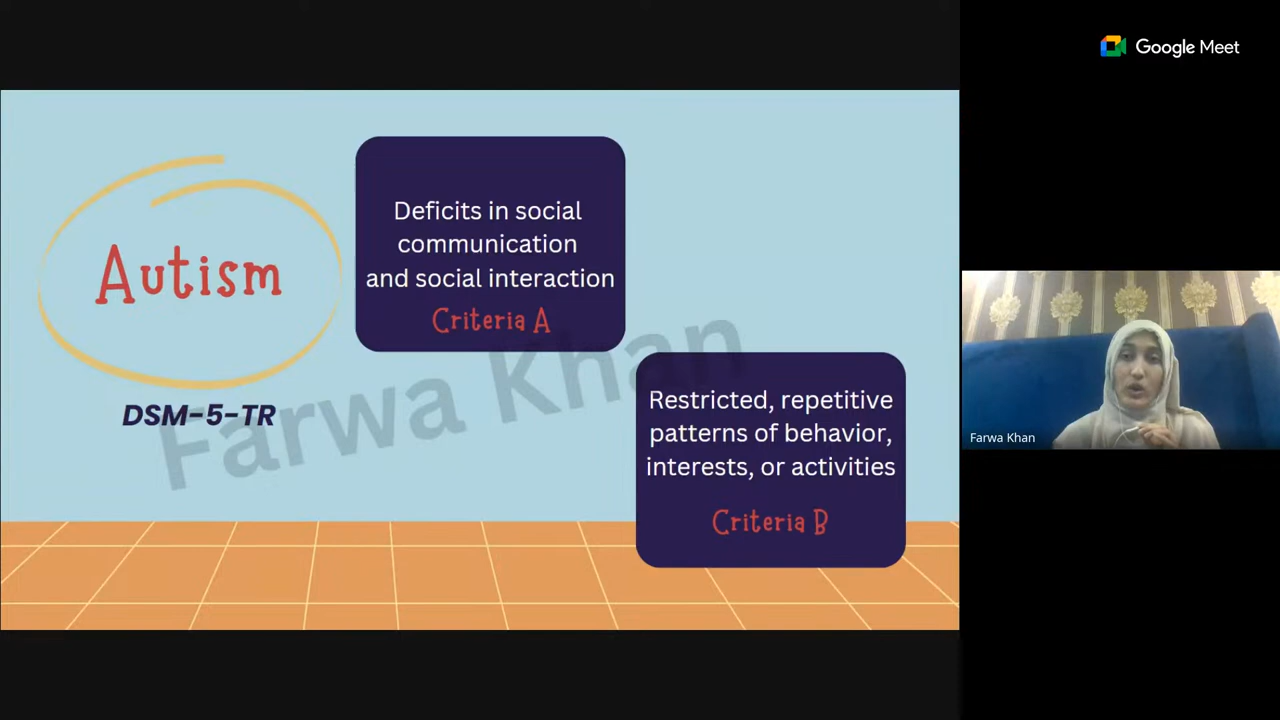 Google Meet
Autism
DSM-5-TR
Deficits in social
communication
and social interaction
Criteria A
Restricted, repetitive
patterns of behavior,
interests, or activities
Criteria B
Farwa Khan
Farwa Khan